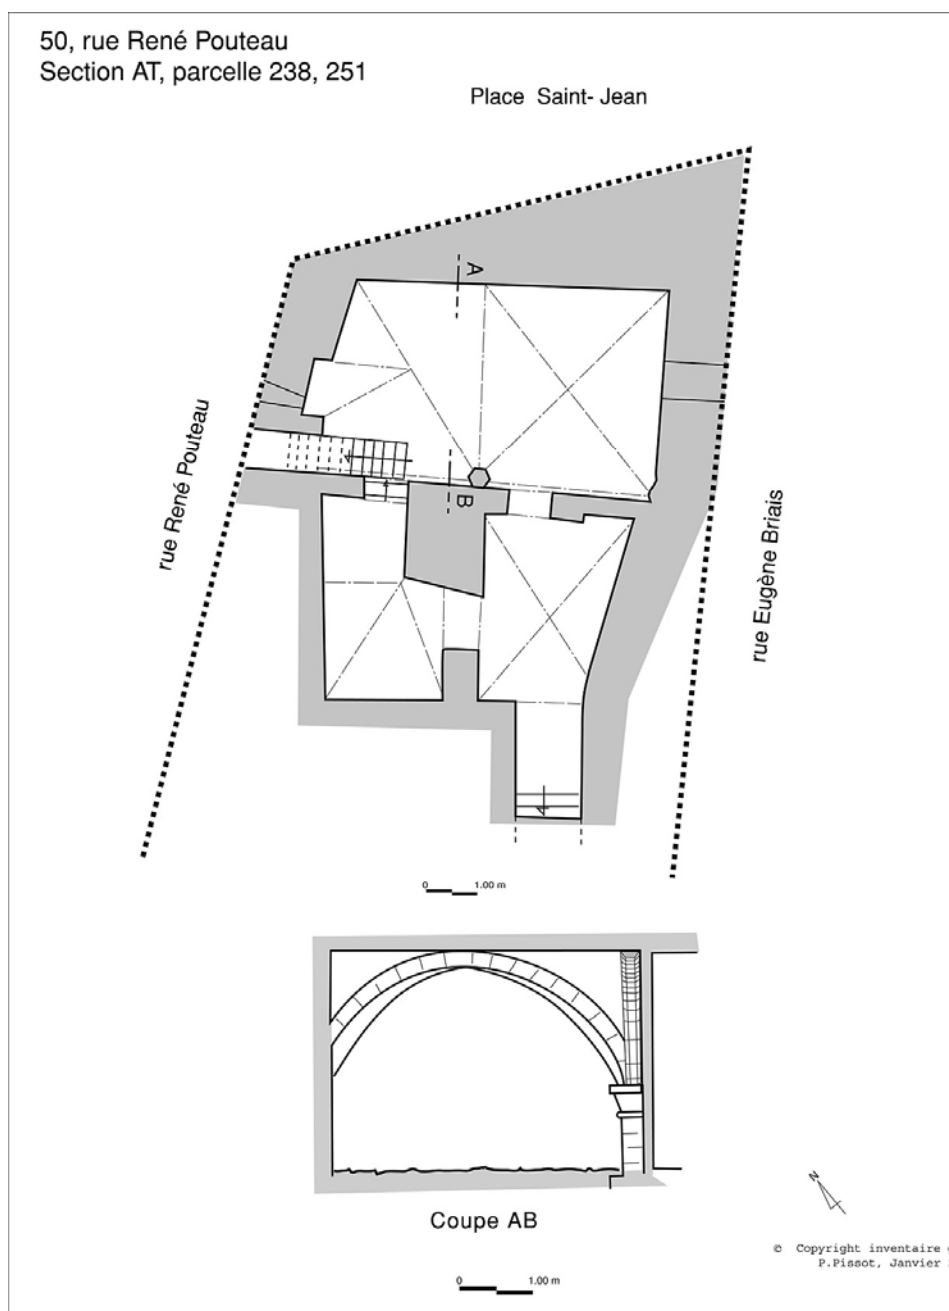 50, rue René Pouteau
Section AT, parcelle 238, 251
Place Saint- Jean
A
rue René Pouteau
B
rue Eugène Briais
0 1.00 m
Coupe AB
N
© Copyright inventaire
P.Pissot, Janvier
0 1.00 m